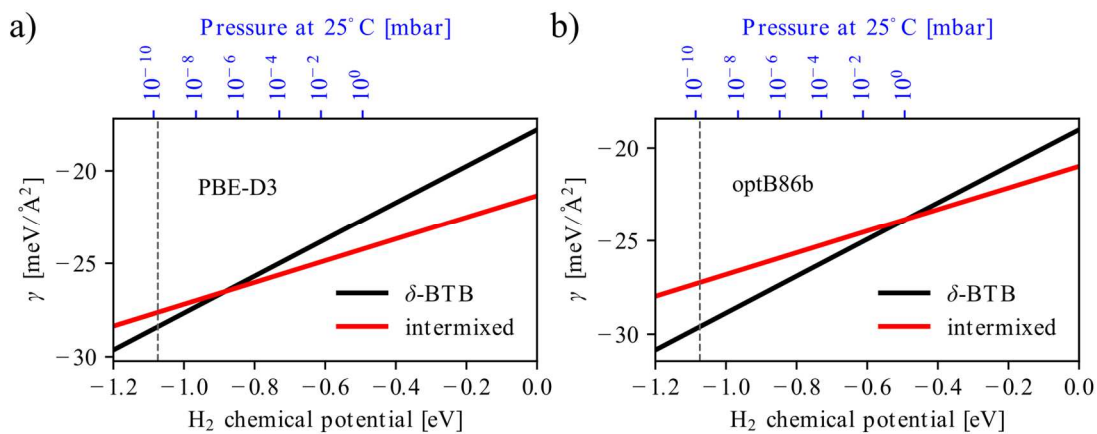 a)
Pressure at 25°C [mbar]
10⁻¹⁰ 10⁻⁸ 10⁻⁶ 10⁻⁴ 10⁻² 10⁰
γ [meV/Å²]
−20
−25
−30
PBE-D3
δ-BTB
intermixed
−1.2 −1.0 −0.8 −0.6 −0.4 −0.2 0.0
H₂ chemical potential [eV]
b)
Pressure at 25°C [mbar]
10⁻¹⁰ 10⁻⁸ 10⁻⁶ 10⁻⁴ 10⁻² 10⁰
γ [meV/Å²]
−20
−25
−30
optB86b
δ-BTB
intermixed
−1.2 −1.0 −0.8 −0.6 −0.4 −0.2 0.0
H₂ chemical potential [eV]